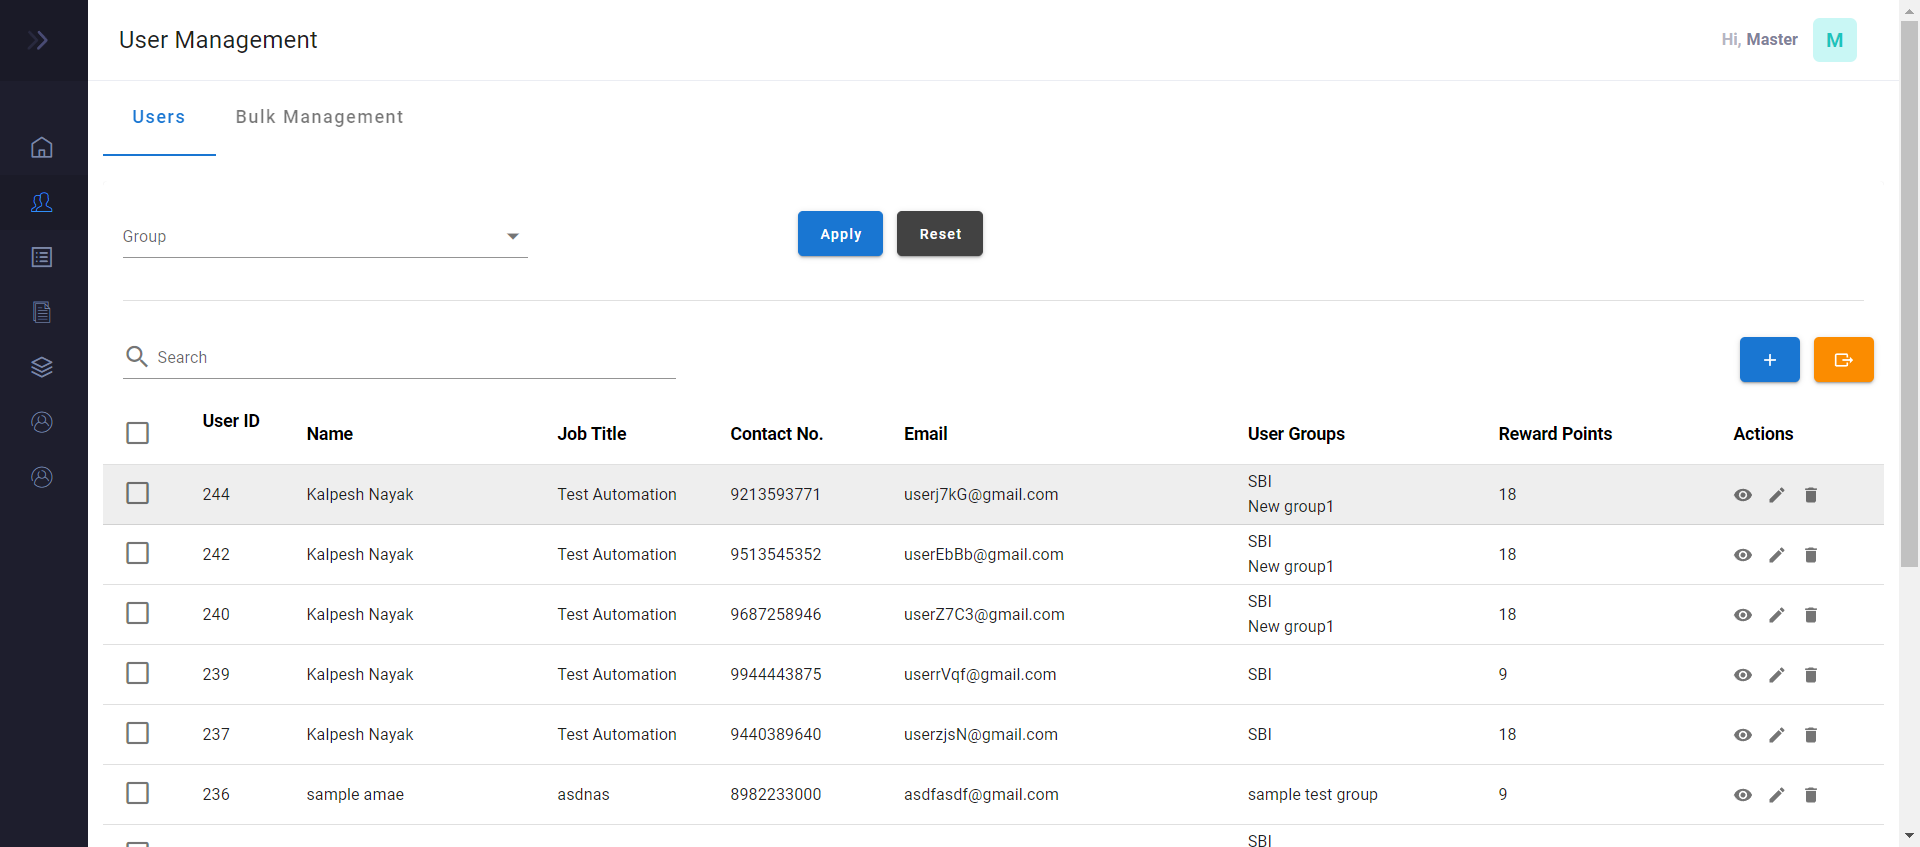 User Management
Hi, Master
M
Users
Bulk Management
Group
Apply
Reset
Search
User ID Name Job Title Contact No. Email User Groups Reward Points Actions
244 Kalpesh Nayak Test Automation 9213593771 userj7kG@gmail.com SBI New group1 18
242 Kalpesh Nayak Test Automation 9513545352 userEbBb@gmail.com SBI New group1 18
240 Kalpesh Nayak Test Automation 9687258946 userZ7C3@gmail.com SBI New group1 18
239 Kalpesh Nayak Test Automation 9944443875 userrVqf@gmail.com SBI 9
237 Kalpesh Nayak Test Automation 9440389640 userzjsN@gmail.com SBI 18
236 sample amae asdnas 8982233000 asdfasdf@gmail.com sample test group 9
SBI